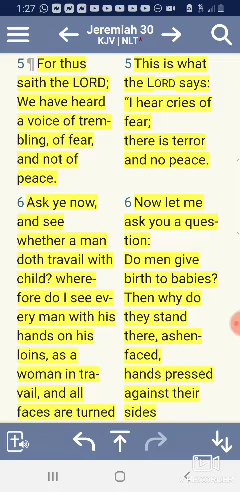 1:27
Jeremiah 30
KJV | NLT
5 ¶ For thus
saith the LORD;
We have heard
a voice of trem-
bling, of fear,
and not of
peace.
6 Ask ye now,
and see
whether a man
doth travail with
child? where-
fore do I see ev-
ery man with his
hands on his
loins, as a
woman in tra-
vail, and all
faces are turned
5 This is what
the LORD says:
“I hear cries of
fear;
there is terror
and no peace.
6 Now let me
ask you a ques-
tion:
Do men give
birth to babies?
Then why do
they stand
there, ashen-
faced,
hands pressed
against their
sides